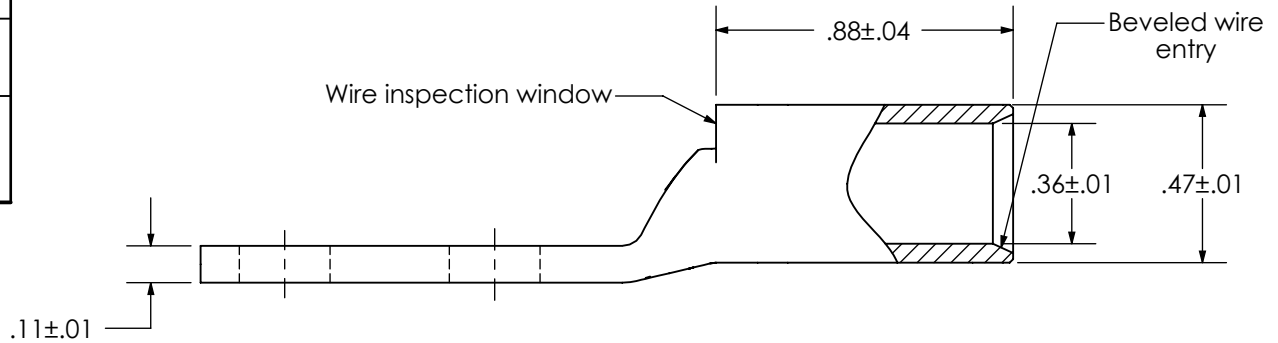 .88±.04
Beveled wire
entry
Wire inspection window
.36±.01
.47±.01
.11±.01